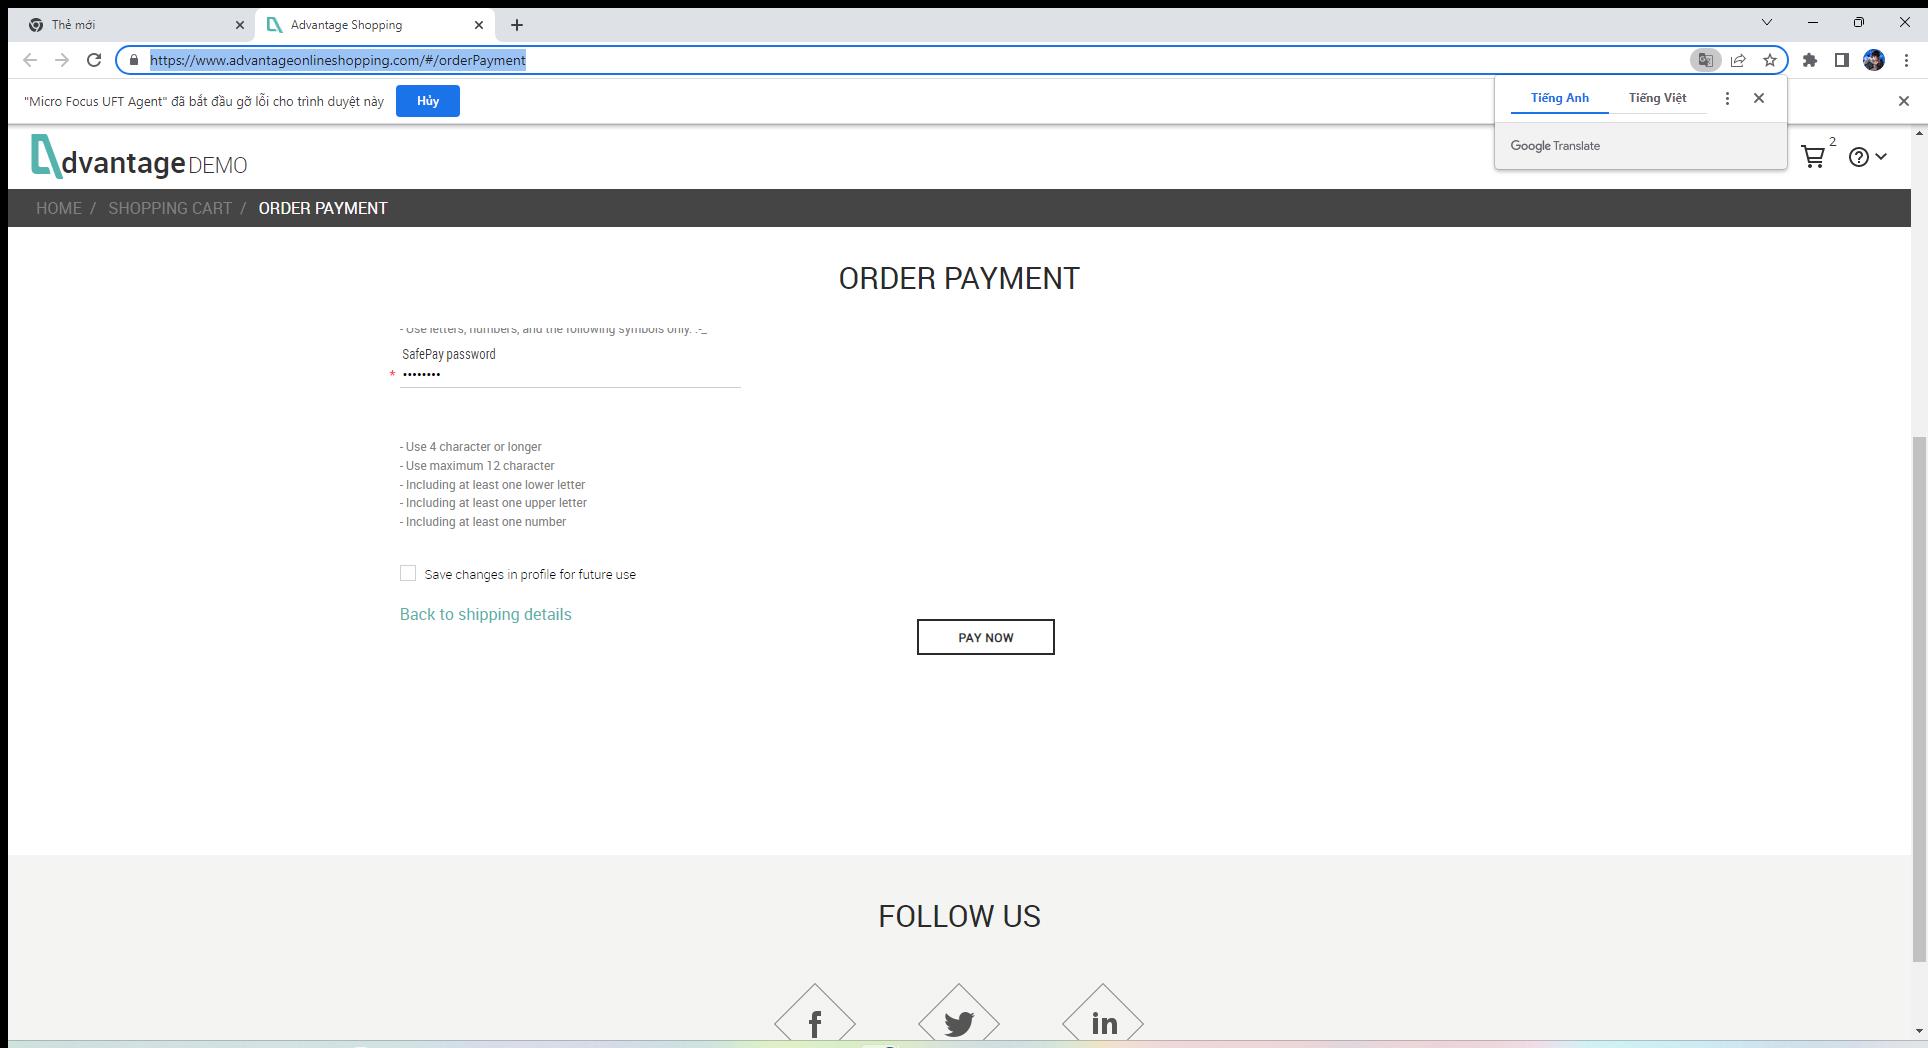 Thẻ mới
Advantage Shopping
https://www.advantageonlineshopping.com/#/orderPayment
"Micro Focus UFT Agent" đã bắt đầu gỡ lỗi cho trình duyệt này
Hủy
Tiếng Anh
Tiếng Việt
Google Translate
dvantage DEMO
2
HOME / SHOPPING CART / ORDER PAYMENT
ORDER PAYMENT
- Use letters, numbers, and the following symbols only: .-_
SafePay password
* ••••••••
- Use 4 character or longer
- Use maximum 12 character
- Including at least one lower letter
- Including at least one upper letter
- Including at least one number
Save changes in profile for future use
Back to shipping details
PAY NOW
FOLLOW US
f
in